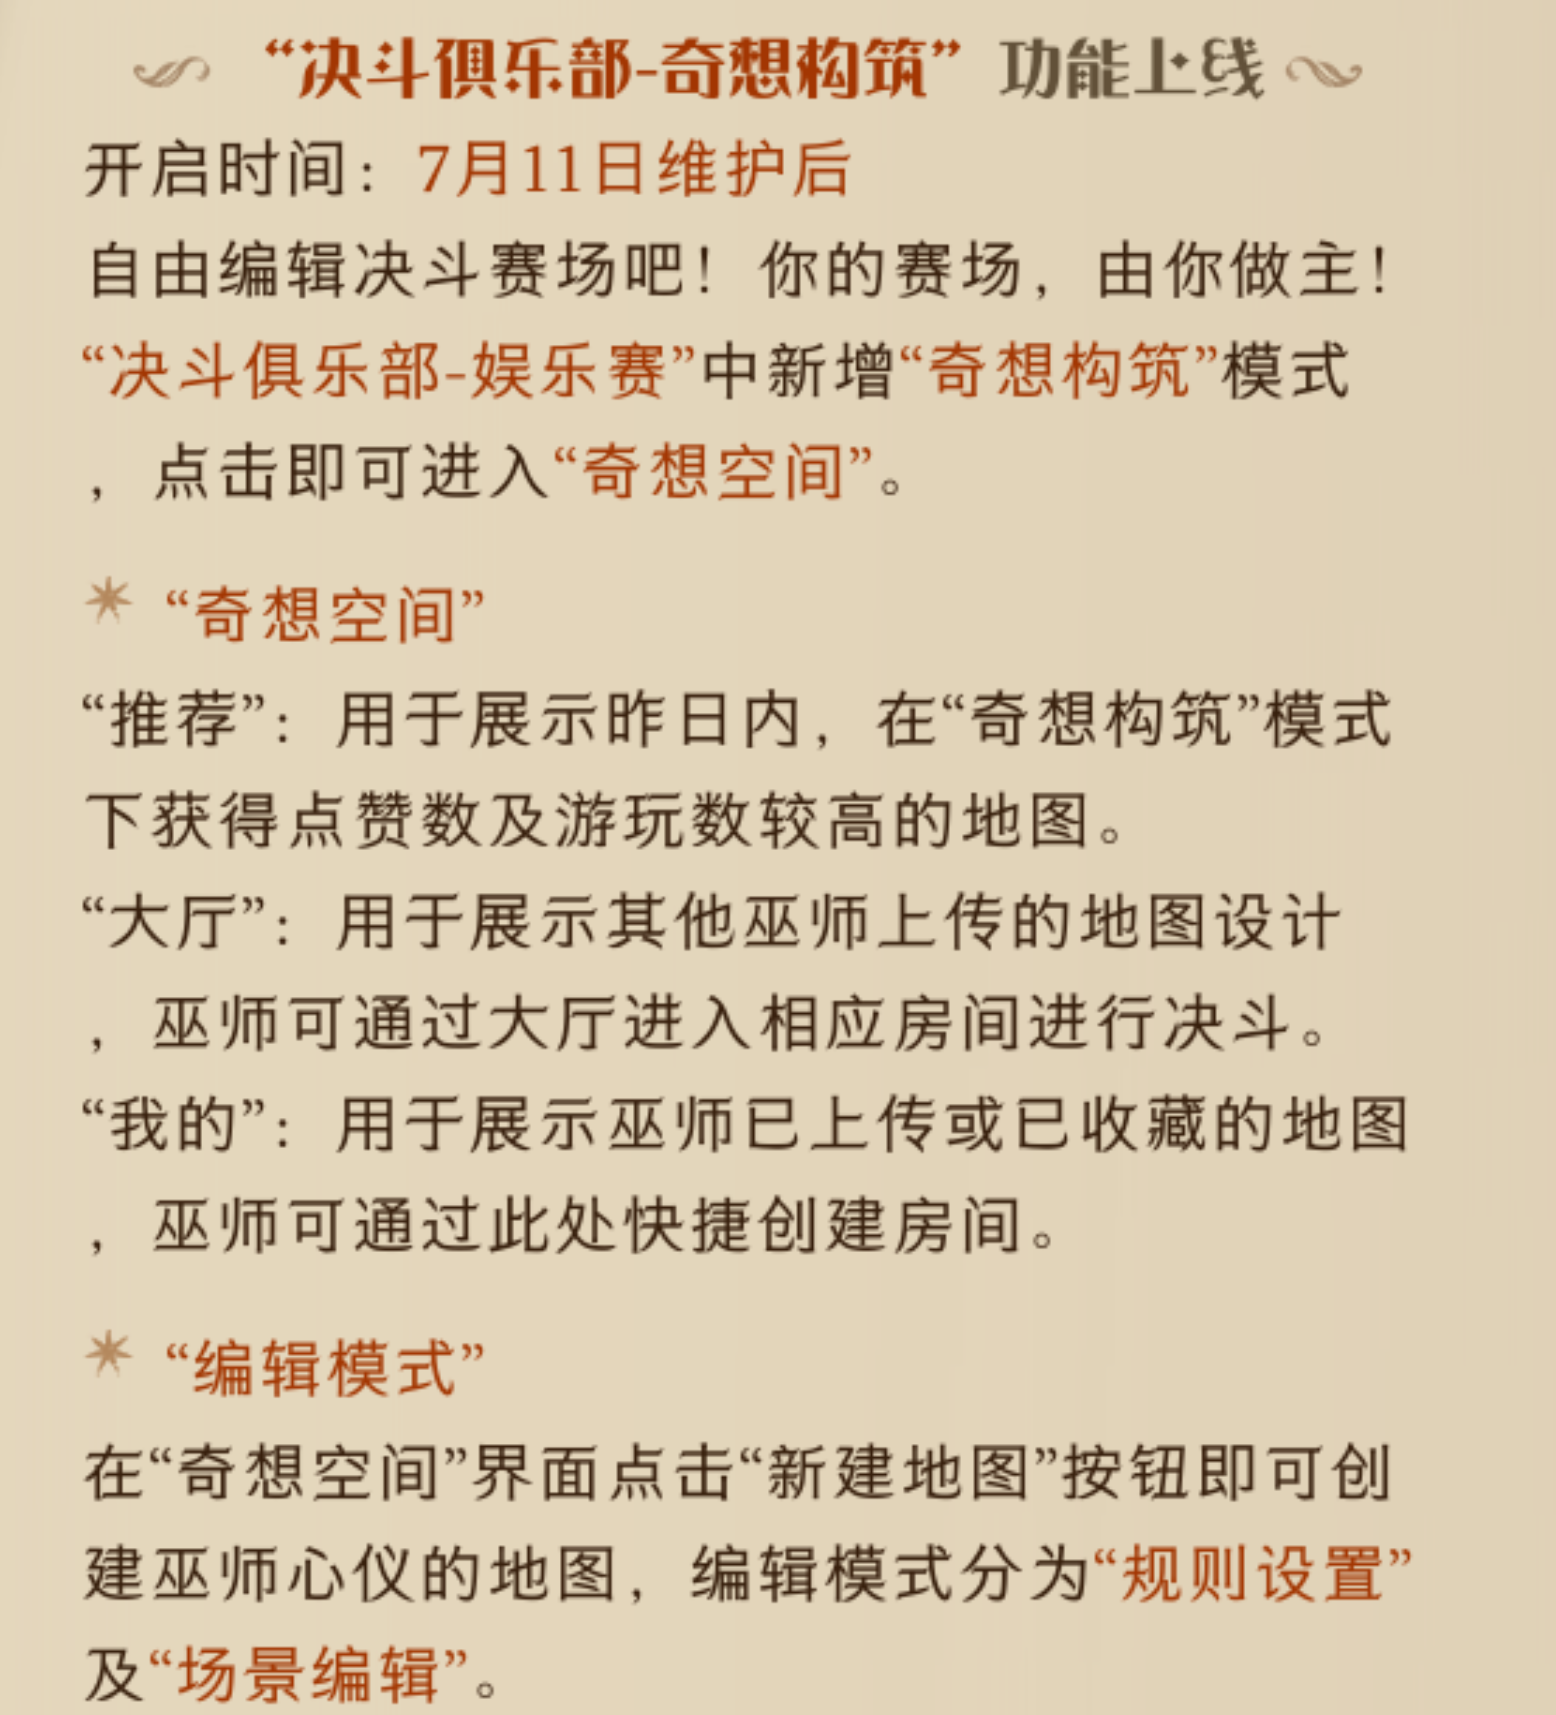 “决斗俱乐部-奇想构筑” 功能上线
开启时间：7月11日维护后
自由编辑决斗赛场吧！你的赛场，由你做主！
“决斗俱乐部-娱乐赛”中新增“奇想构筑”模式
，点击即可进入“奇想空间”。
“奇想空间”
“推荐”：用于展示昨日内，在“奇想构筑”模式
下获得点赞数及游玩数较高的地图。
“大厅”：用于展示其他巫师上传的地图设计
，巫师可通过大厅进入相应房间进行决斗。
“我的”：用于展示巫师已上传或已收藏的地图
，巫师可通过此处快捷创建房间。
“编辑模式”
在“奇想空间”界面点击“新建地图”按钮即可创
建巫师心仪的地图，编辑模式分为“规则设置”
及“场景编辑”。